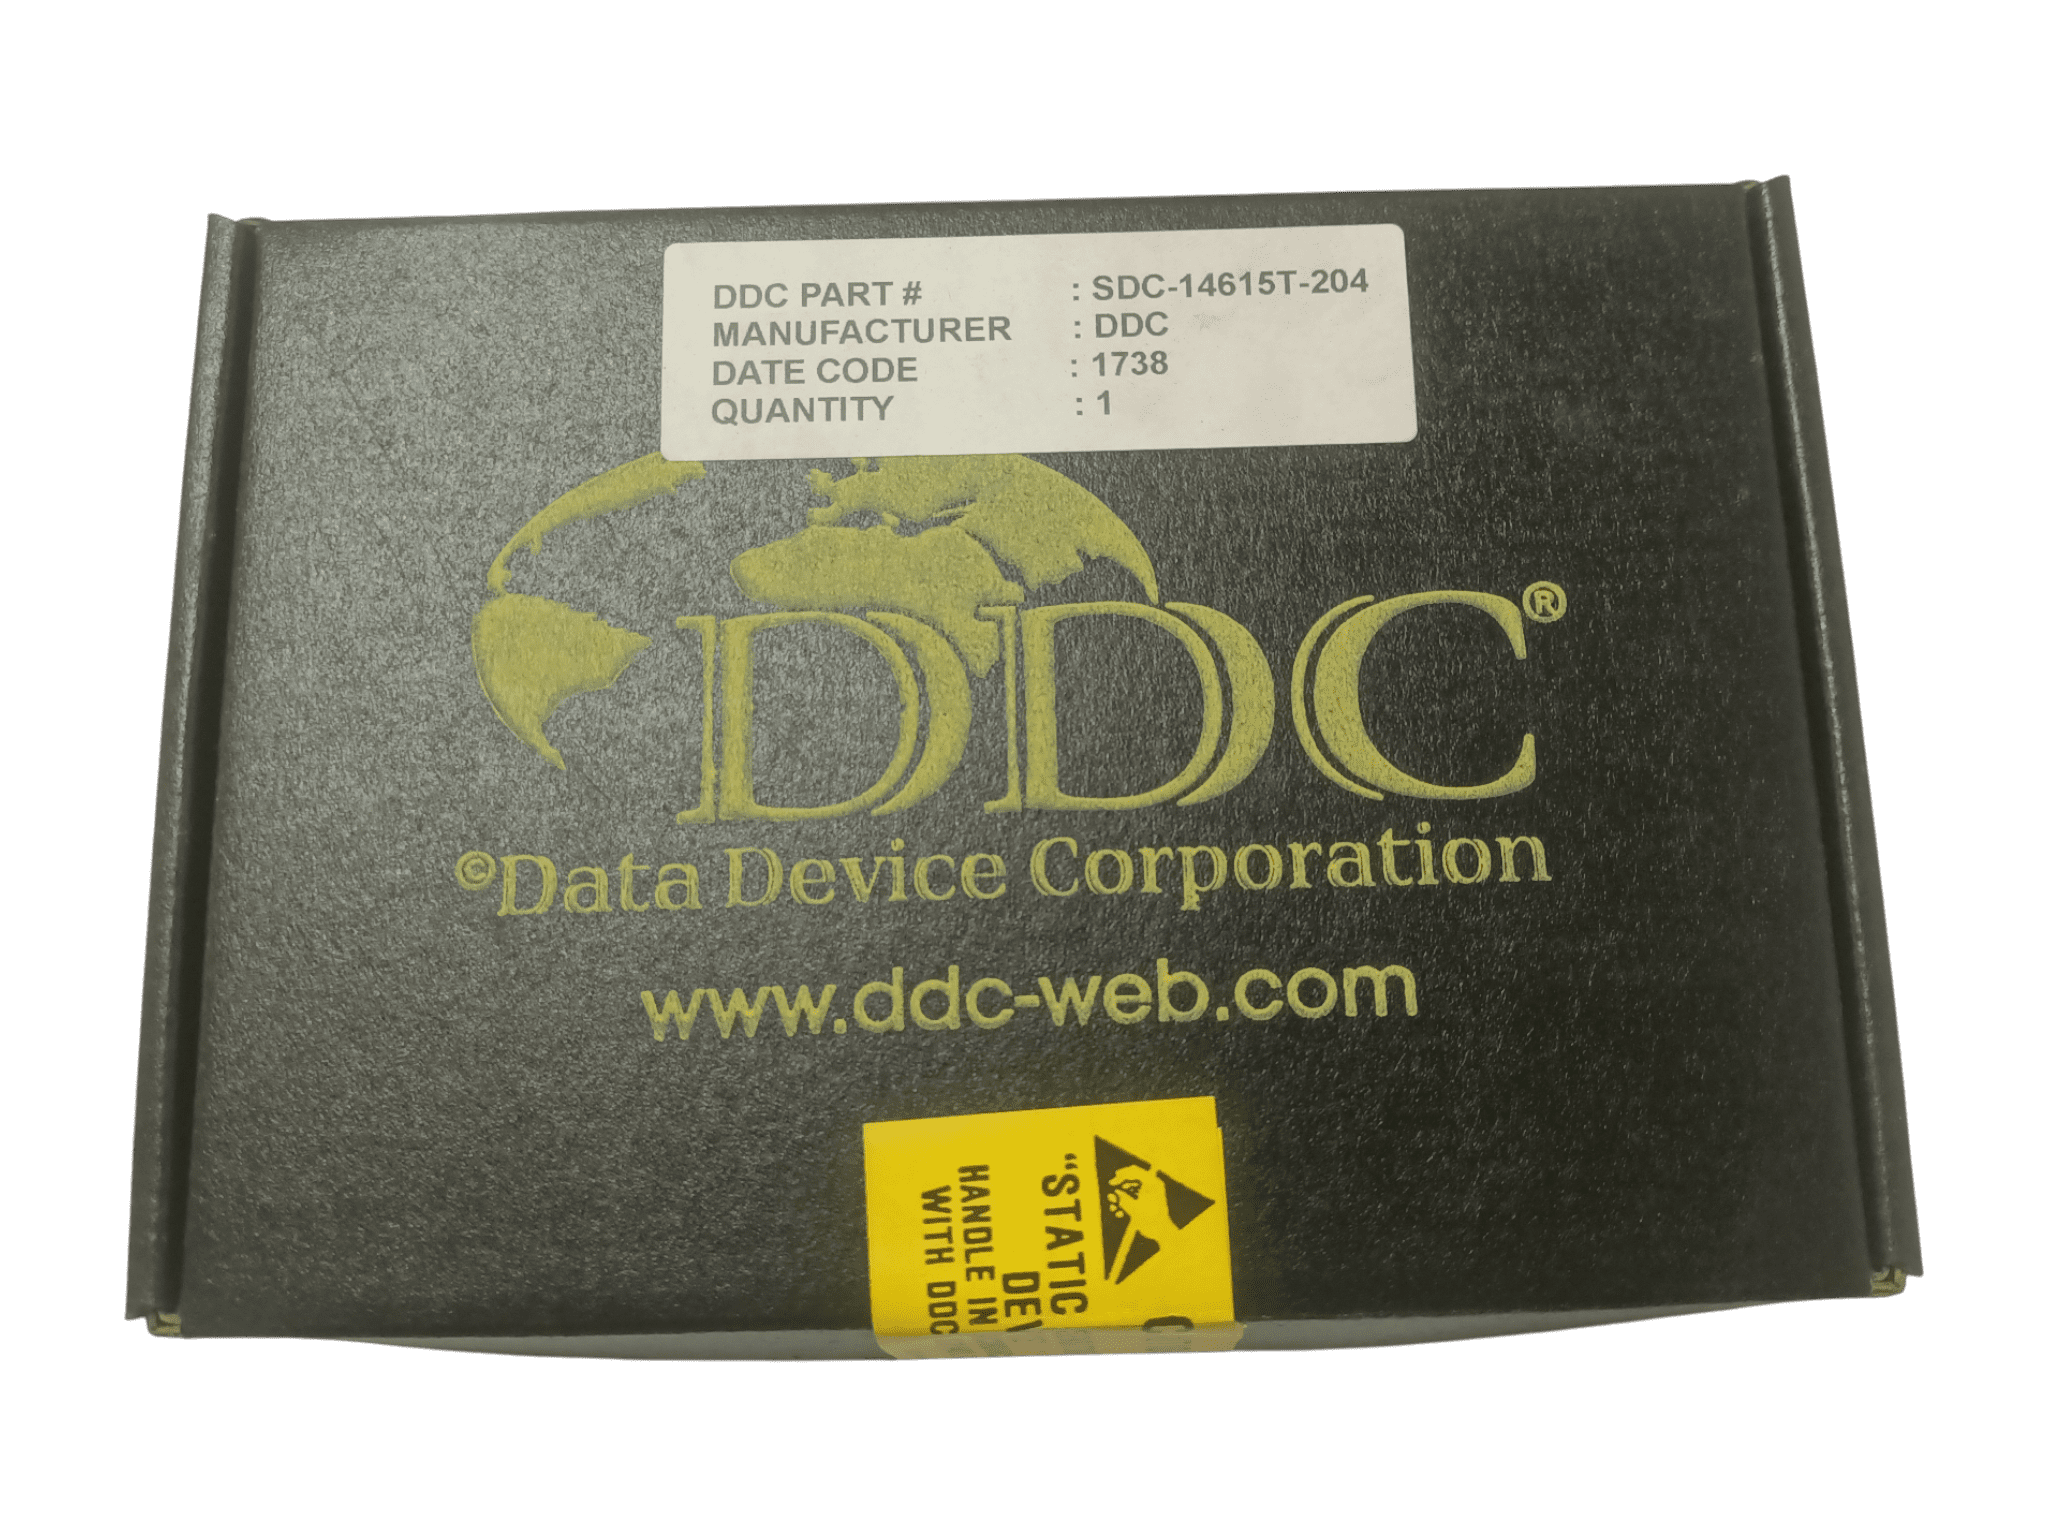 DDC PART # : SDC-14615T-204
MANUFACTURER : DDC
DATE CODE : 1738
QUANTITY : 1
DDC®
©Data Device Corporation
www.ddc-web.com
"STATIC
HANDLE IN
WITH